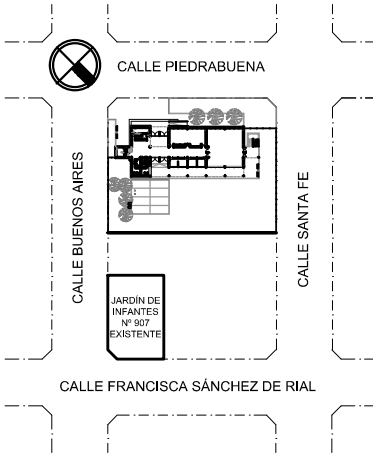 CALLE PIEDRABUENA
CALLE BUENOS AIRES
CALLE SANTA FE
JARDÍN DE
INFANTES
Nº 907
EXISTENTE
CALLE FRANCISCA SÁNCHEZ DE RIAL